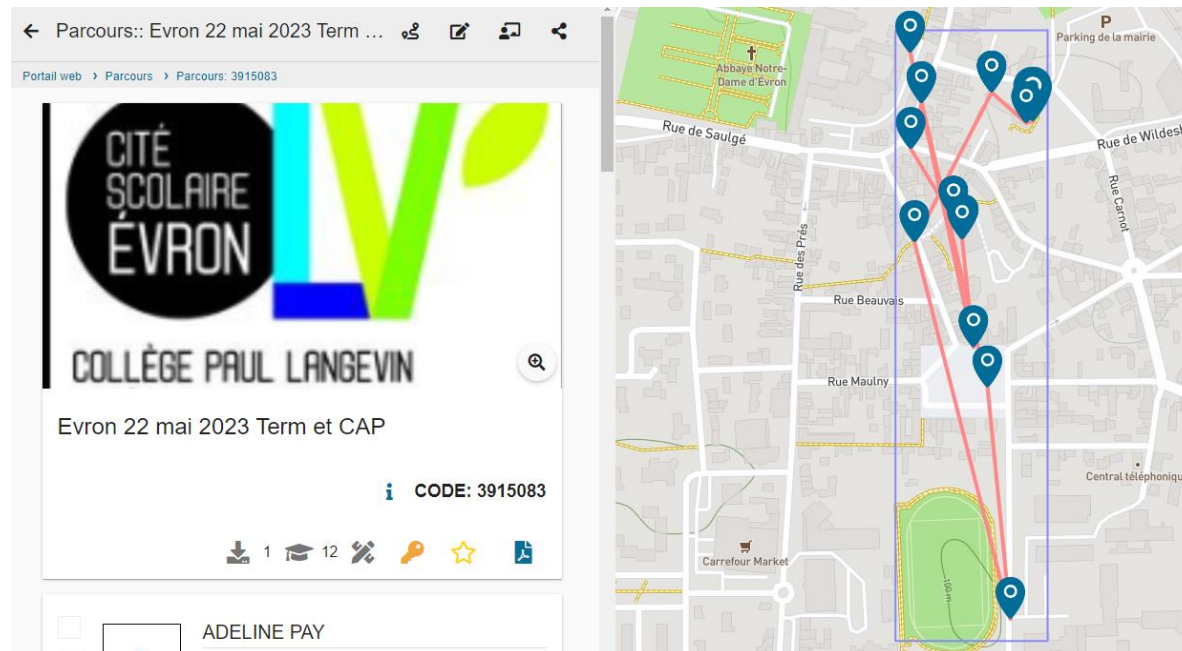 Parcours:: Evron 22 mai 2023 Term ...
Portail web > Parcours > Parcours: 3915083
CITÉ
SCOLAIRE
ÉVRON
LV
COLLÈGE PAUL LANGEVIN
Evron 22 mai 2023 Term et CAP
i CODE: 3915083
1 12
ADELINE PAY
P
Parking de la mairie
Abbaye Notre-
Dame d'Évron
Rue de Saulgé
Rue de Wildesh
Rue Carnot
Rue des Prés
Rue Beauvais
Rue Maulny
Central téléphoniqu
Carrefour Market
100 m